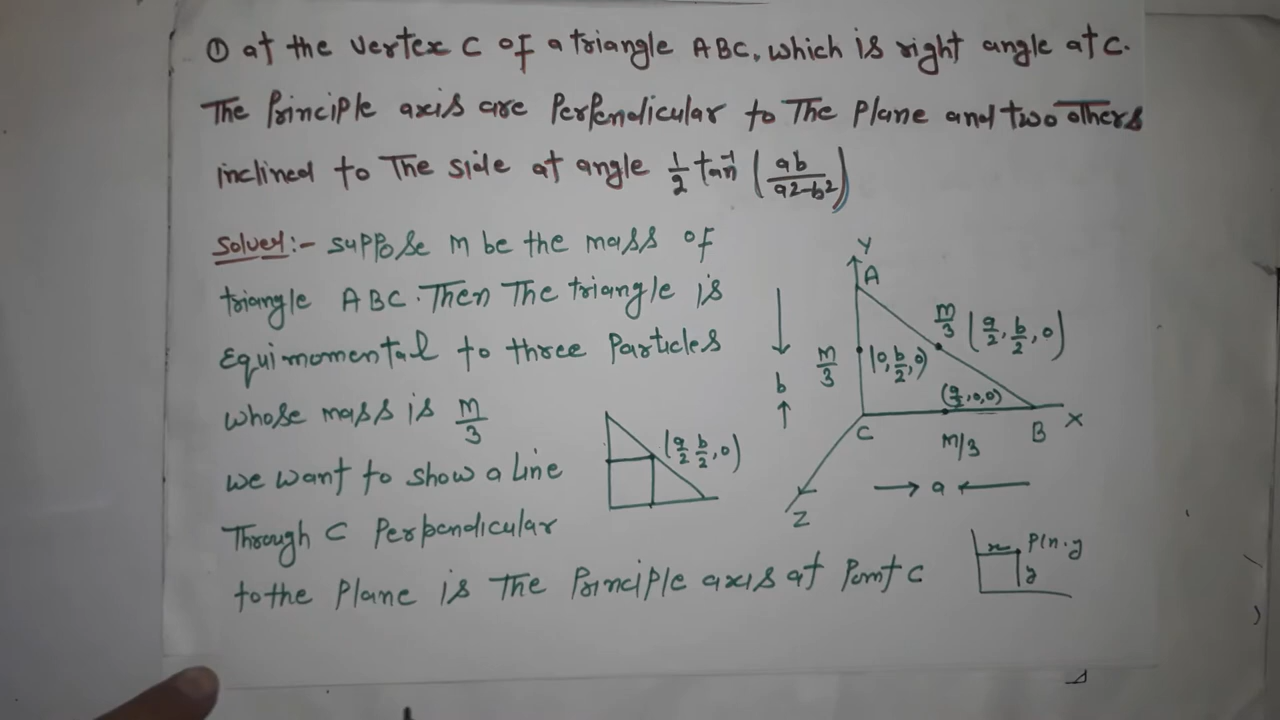 ① at the vertex C of a triangle ABC, which is right angle at C.
The Principle axis are Perpendicular to The Plane and two others
inclined to The side at angle 1/2 tan⁻¹ (ab/a2-b2)
Solved:- suppose M be the mass of
triangle ABC. Then The triangle is
Equimomental to three Particles
whose mass is M/3
we want to show a Line
Through C Perpendicular
to the Plane is The Principle axis at Point C
Y
A
M/3 (a/2, b/2, 0)
M/3 (0, b/2, 0)
b
(a/2, 0, 0)
C M/3 B X
→ a ←
Z
(a/2 b/2, 0)
x P(x.y
y